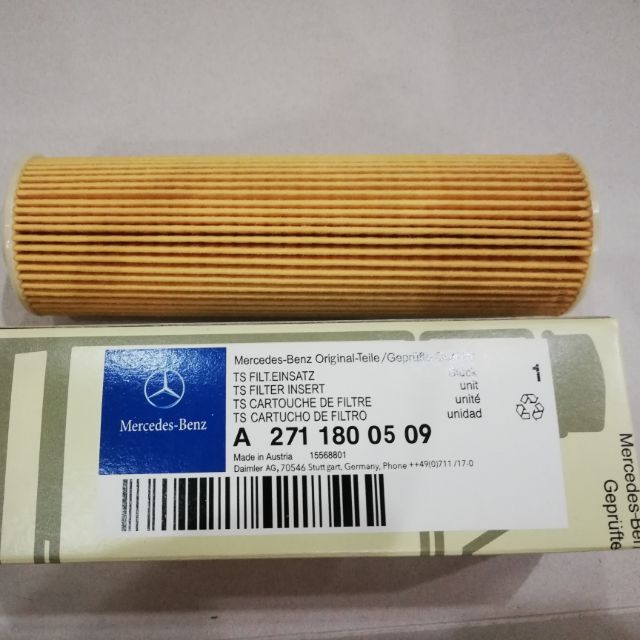 Mercedes-Benz Original-Teile/Geprüfte
TS FILT.EINSATZ
Stück
1
TS FILTER INSERT
unit
TS CARTOUCHE DE FILTRE
unité
TS CARTUCHO DE FILTRO
unidad
Mercedes-Benz
A 271 180 05 09
Made in Austria 15568801
Daimler AG, 70546 Stuttgart, Germany, Phone ++49(0)711/17-0
Mercedes-Ben
Geprüfte